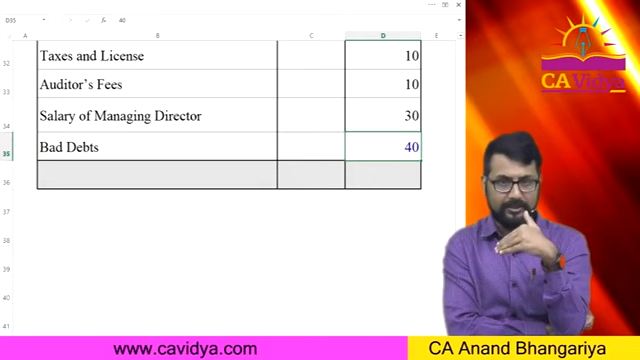 D35
fx
40
A
B
C
D
E
32
Taxes and License
10
33
Auditor's Fees
10
34
Salary of Managing Director
30
35
Bad Debts
40
36
37
38
39
40
41
CA Vidya
www.cavidya.com
CA Anand Bhangariya